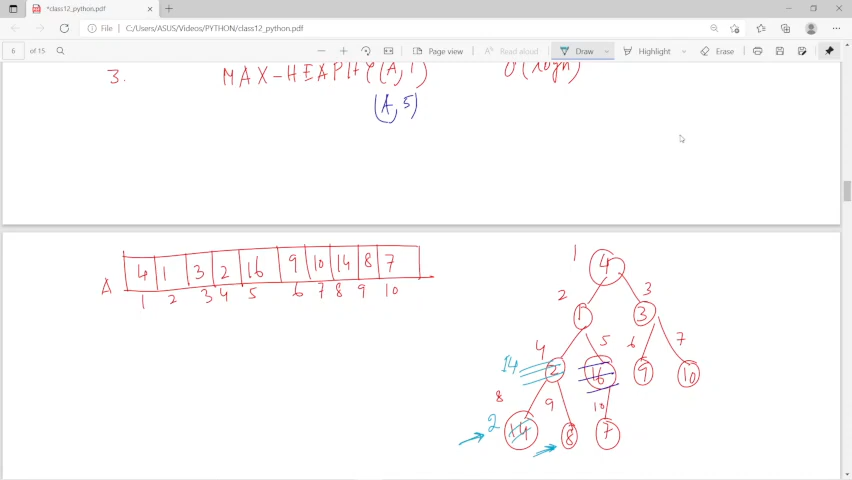 *class12_python.pdf
File C:/Users/ASUS/Videos/PYTHON/class12_python.pdf
6 of 15 Page view Read aloud Draw Highlight Erase
3. MAX-HEAPIFY(A, i) O(logn)
(A, 5)
A 4 1 3 2 16 9 10 14 8 7
1 2 3 4 5 6 7 8 9 10
1 4
2 3
1 3
4 5 6 7
14 2 16 9 10
8 9 10
2 14 8 7